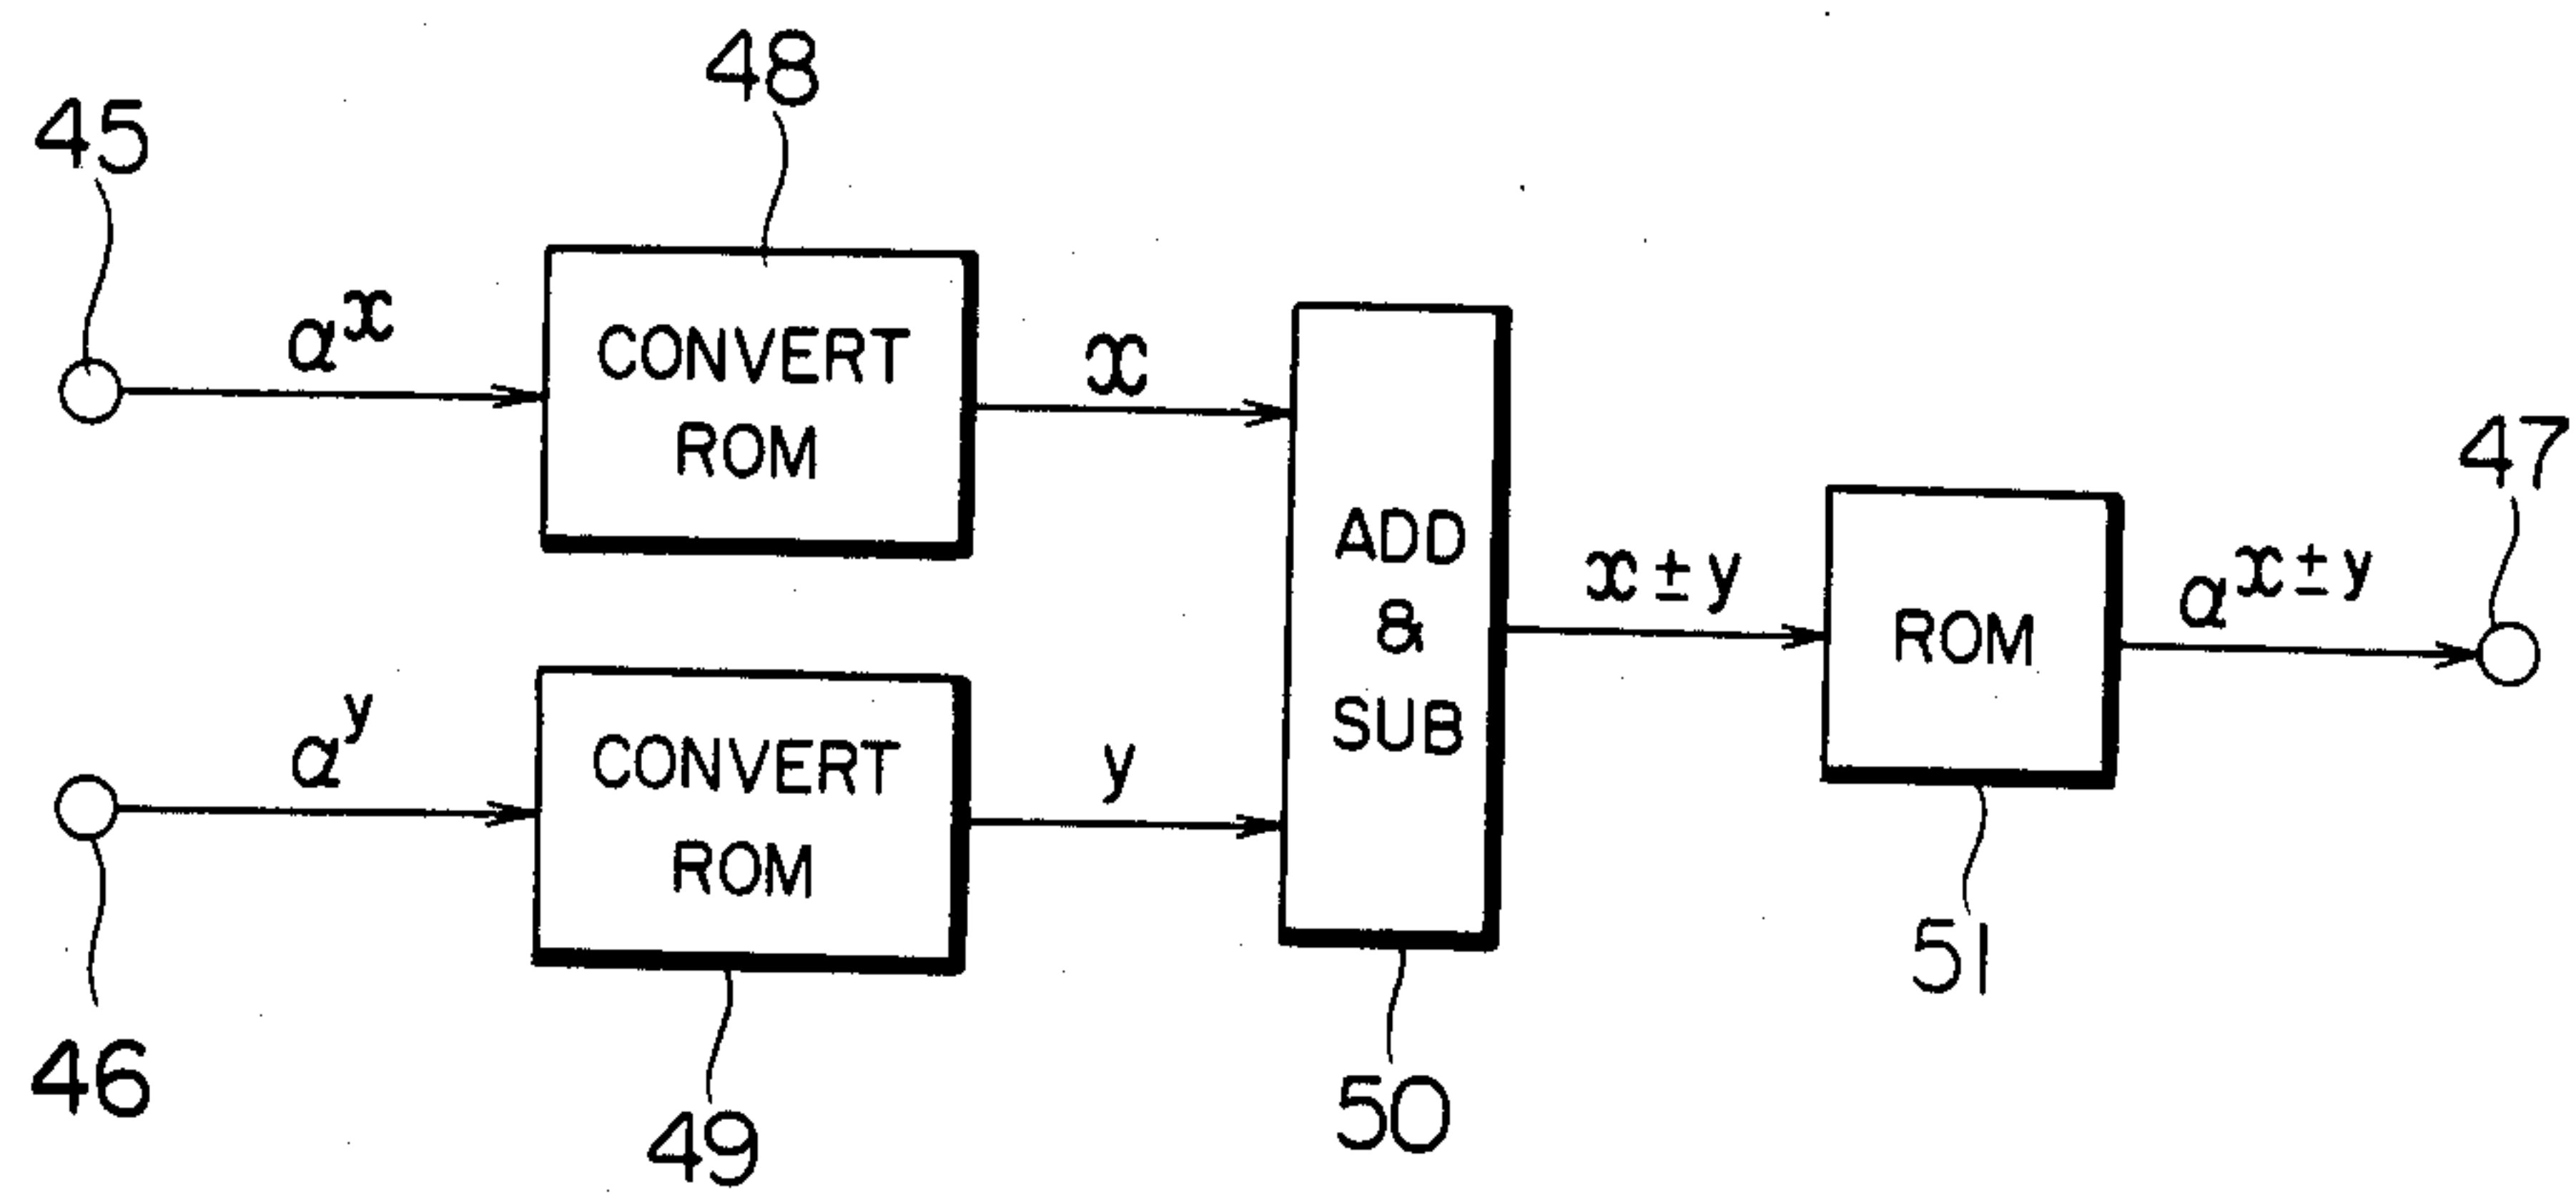 48
45
α^x
CONVERT
ROM
x
47
ADD
&
SUB
x ± y
ROM
α^x ± y
α^y
CONVERT
ROM
y
51
46
49
50